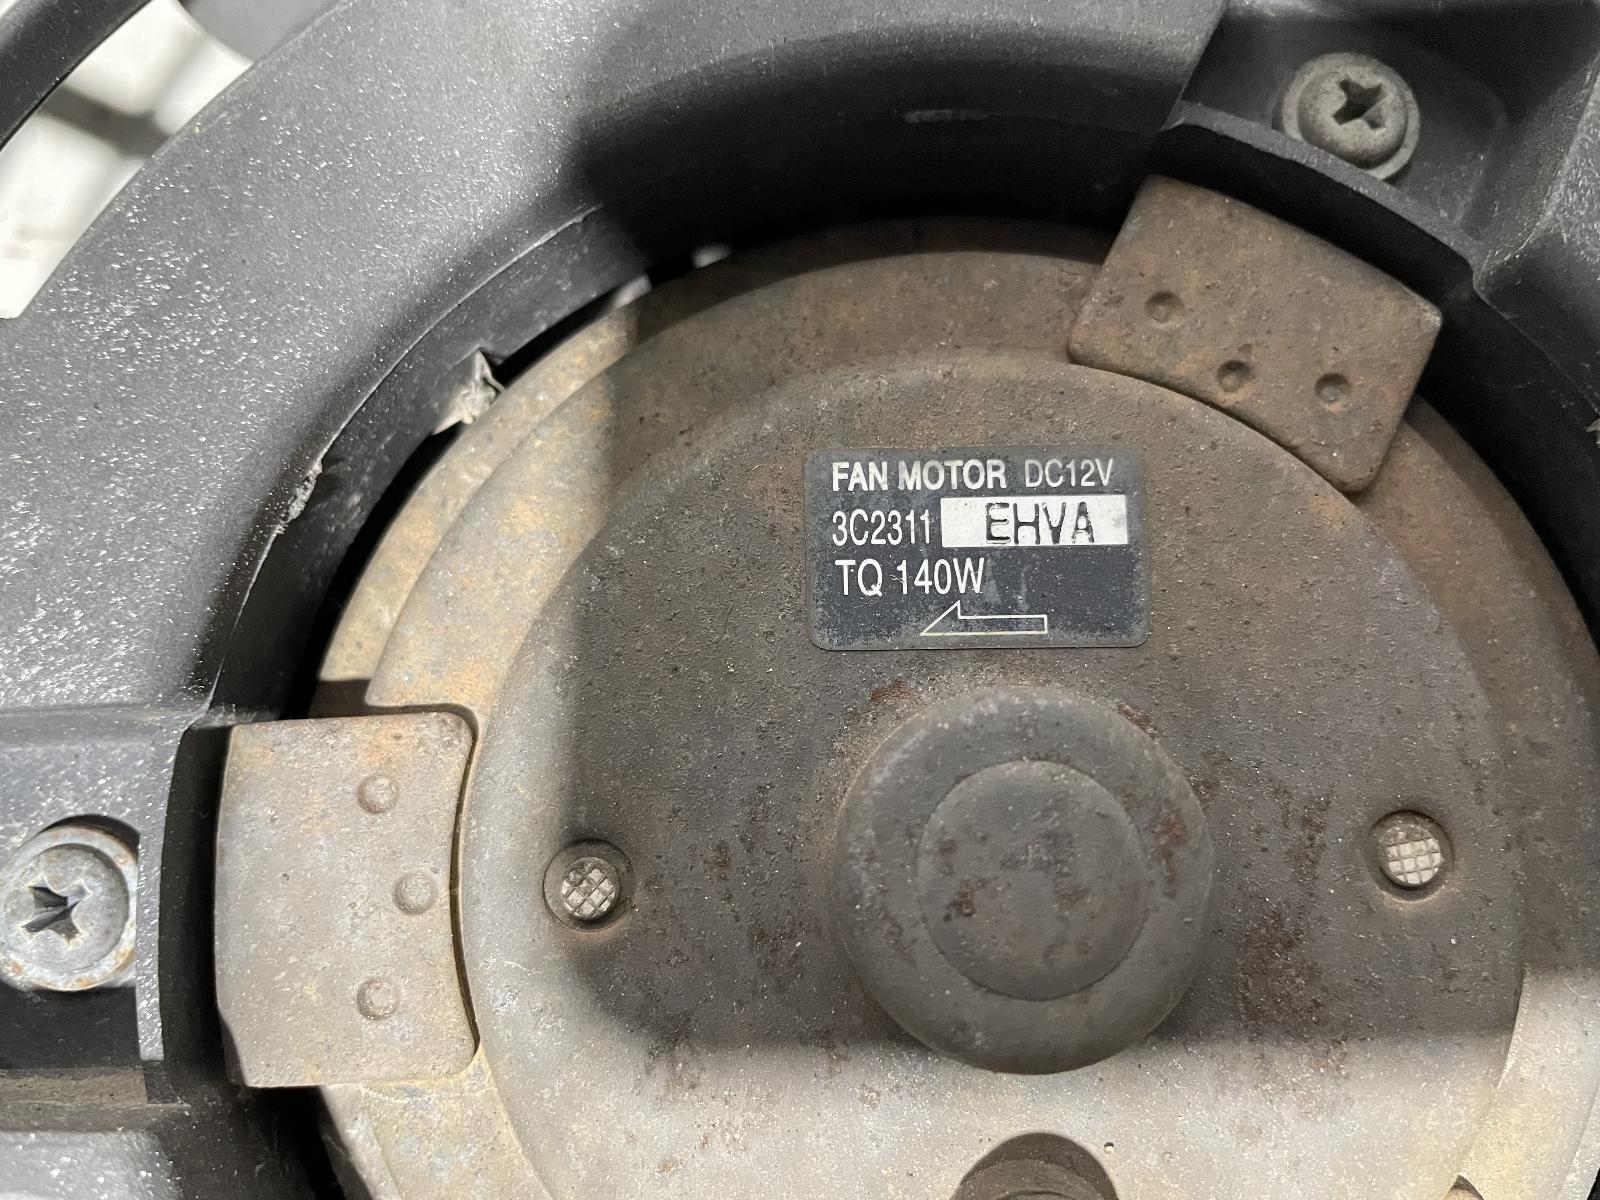 FAN MOTOR DC12V
3C2311 EHVA
TQ 140W